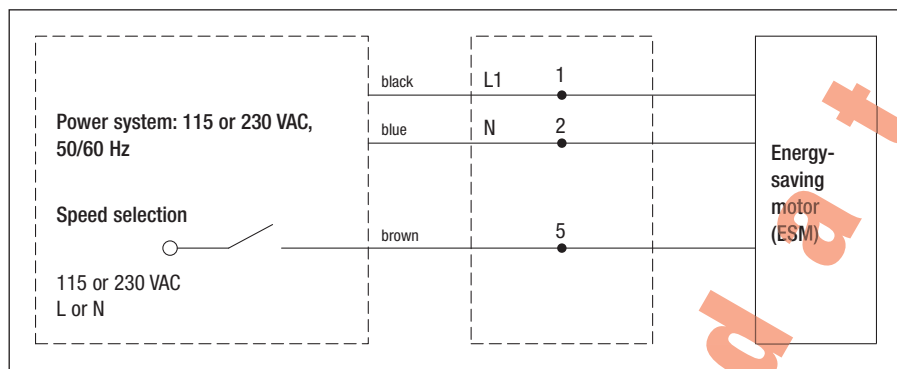 black
L1
1
Power system: 115 or 230 VAC,
50/60 Hz
blue
N
2
Energy-
saving
motor
(ESM)
Speed selection
brown
5
115 or 230 VAC
L or N
d a t